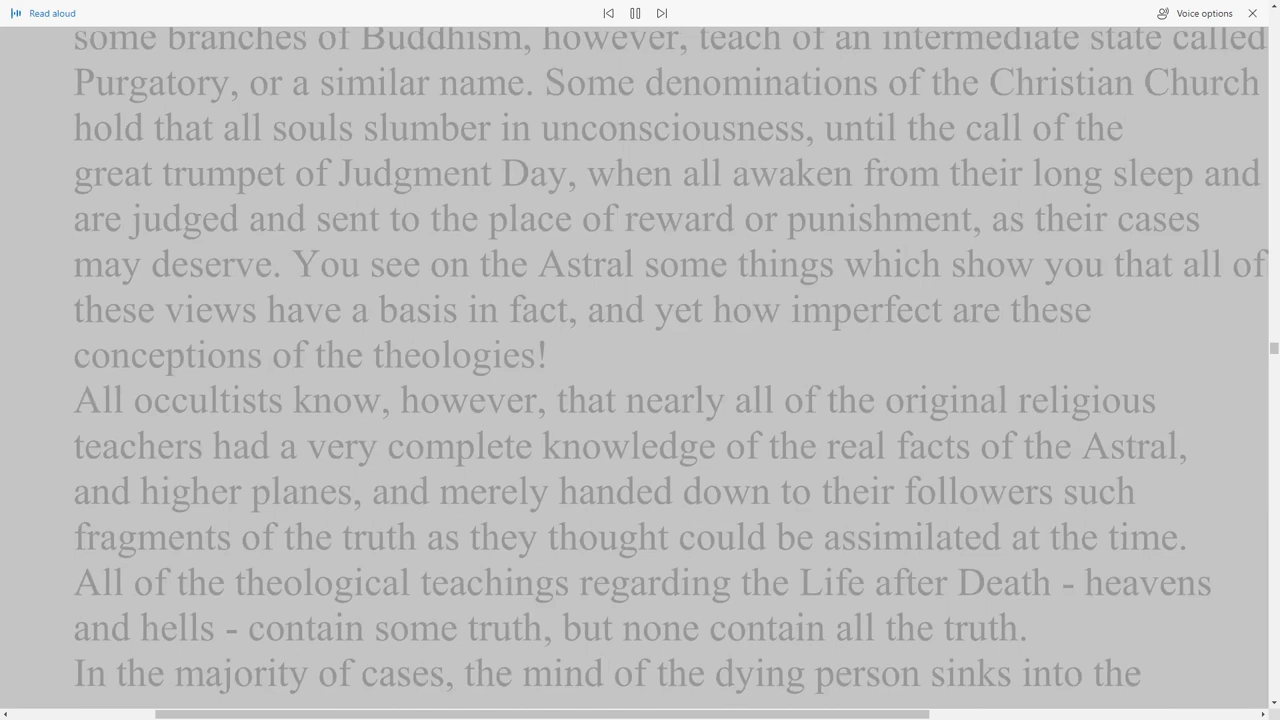 Read aloud
Voice options
some branches of Buddhism, however, teach of an intermediate state called
Purgatory, or a similar name. Some denominations of the Christian Church
hold that all souls slumber in unconsciousness, until the call of the
great trumpet of Judgment Day, when all awaken from their long sleep and
are judged and sent to the place of reward or punishment, as their cases
may deserve. You see on the Astral some things which show you that all of
these views have a basis in fact, and yet how imperfect are these
conceptions of the theologies!
All occultists know, however, that nearly all of the original religious
teachers had a very complete knowledge of the real facts of the Astral,
and higher planes, and merely handed down to their followers such
fragments of the truth as they thought could be assimilated at the time.
All of the theological teachings regarding the Life after Death - heavens
and hells - contain some truth, but none contain all the truth.
In the majority of cases, the mind of the dying person sinks into the